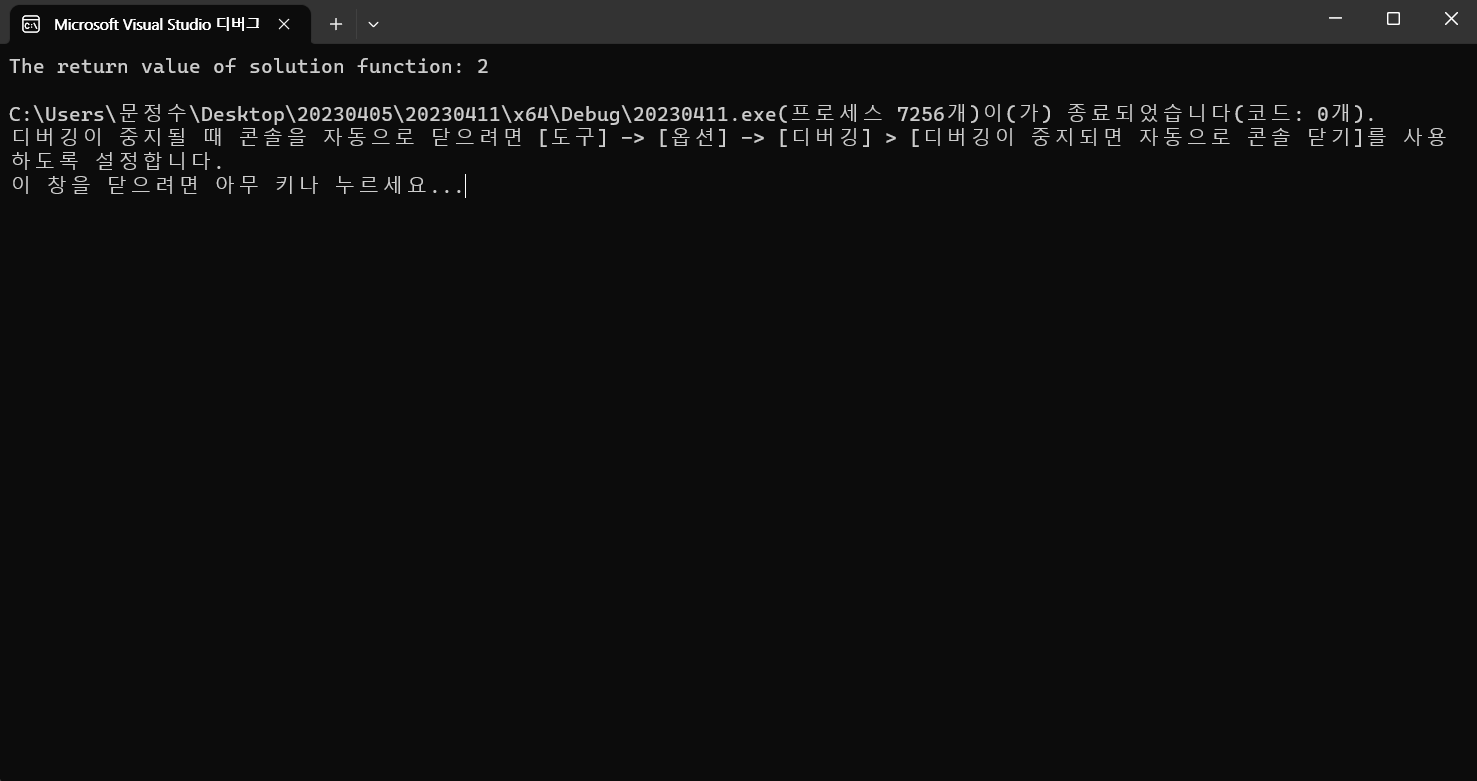 Microsoft Visual Studio 디버그
The return value of solution function: 2
C:\Users\문정수\Desktop\20230405\20230411\x64\Debug\20230411.exe(프로세스 7256개)이(가) 종료되었습니다(코드: 0개).
디버깅이 중지될 때 콘솔을 자동으로 닫으려면 [도구] -> [옵션] -> [디버깅] > [디버깅이 중지되면 자동으로 콘솔 닫기]를 사용
하도록 설정합니다.
이 창을 닫으려면 아무 키나 누르세요...